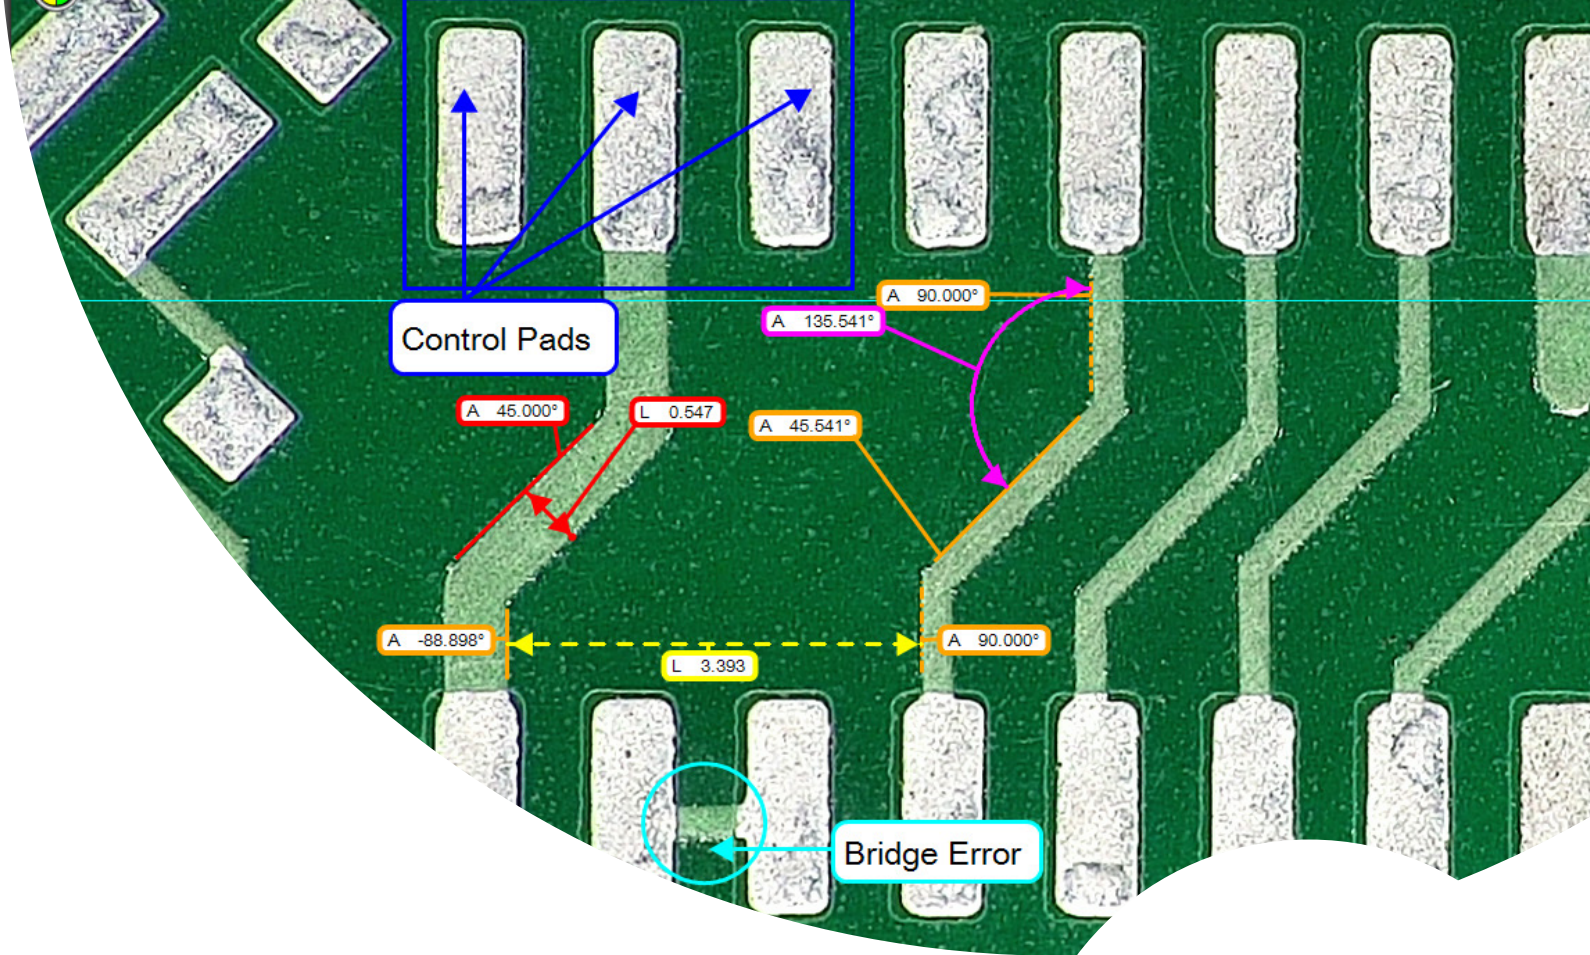 A 90.000°
A 135.541°
Control Pads
A 45.000°
L 0.547
A 45.541°
A -88.898°
A 90.000°
L 3.393
Bridge Error